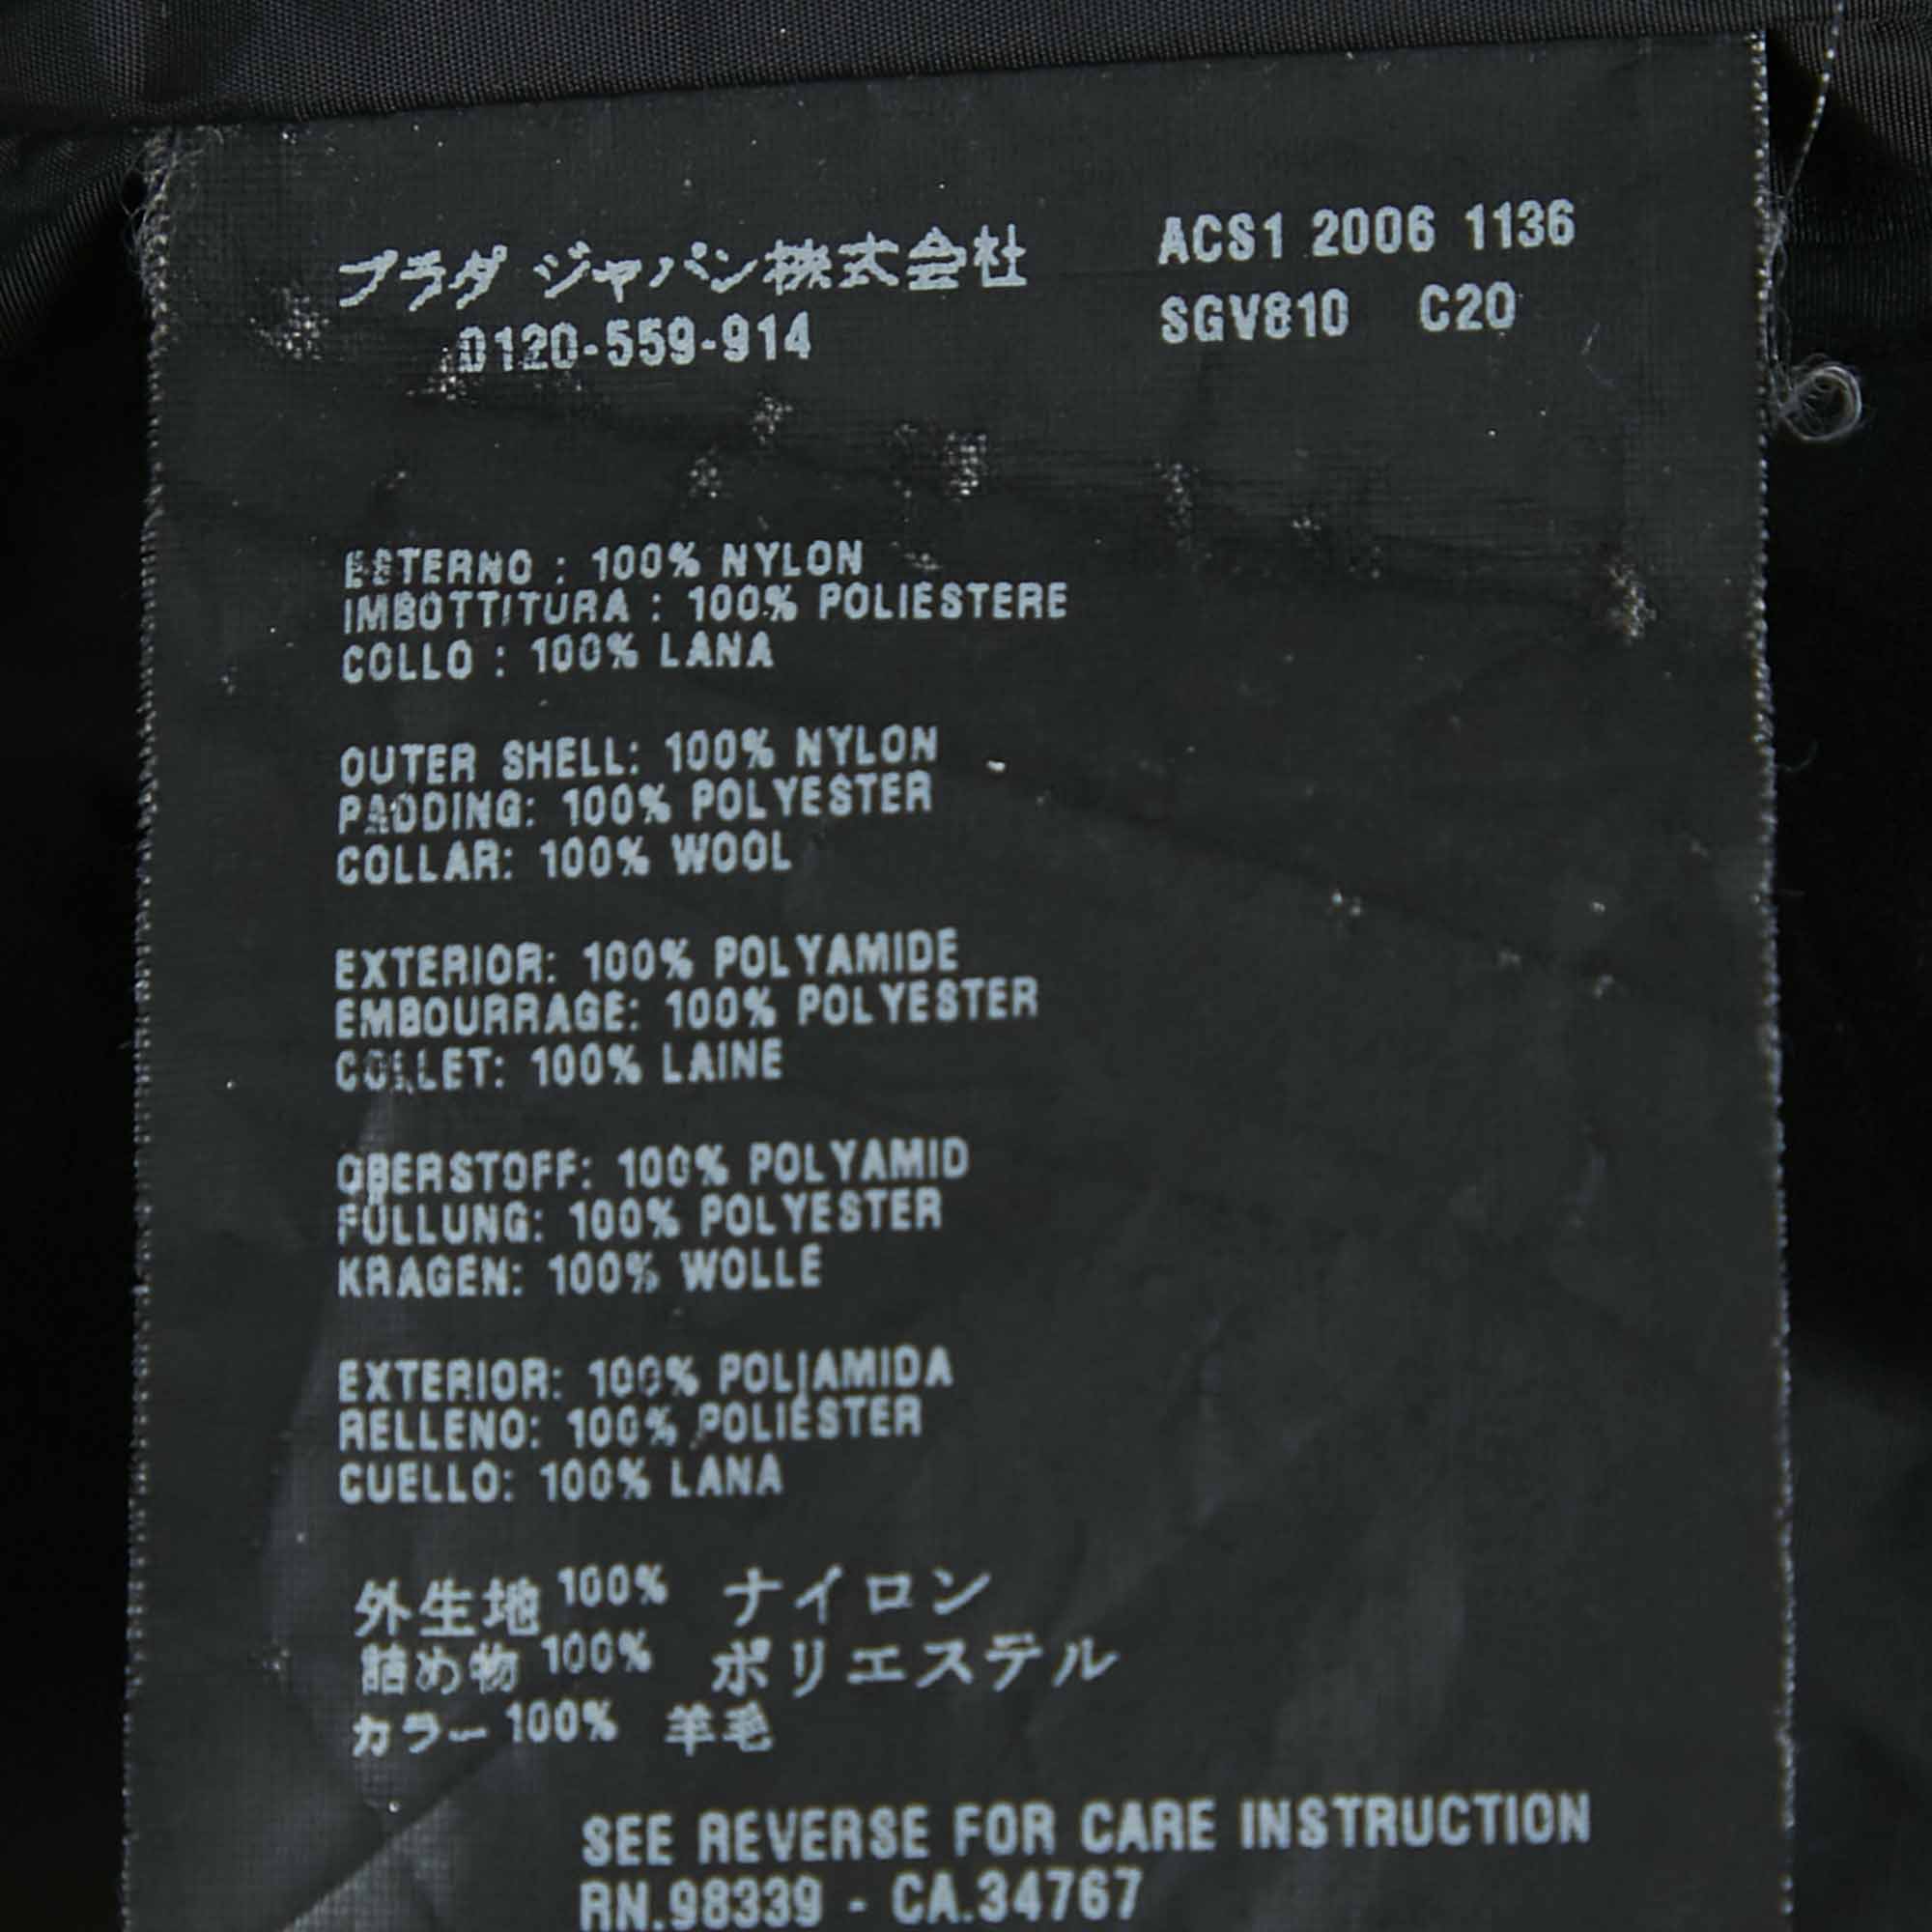 プラダ ジャパン株式会社 ACS1 2006 1136
0120-559-914 SGV810 C20
ESTERNO : 100% NYLON
IMBOTTITURA : 100% POLIESTERE
COLLO : 100% LANA
OUTER SHELL: 100% NYLON
PADDING: 100% POLYESTER
COLLAR: 100% WOOL
EXTERIOR: 100% POLYAMIDE
EMBOURRAGE: 100% POLYESTER
COLLET: 100% LAINE
OBERSTOFF: 100% POLYAMID
FÜLLUNG: 100% POLYESTER
KRAGEN: 100% WOLLE
EXTERIOR: 100% POLIAMIDA
RELLENO: 100% POLIÉSTER
CUELLO: 100% LANA
外生地 100% ナイロン
詰め物 100% ポリエステル
カラー 100% 羊毛
SEE REVERSE FOR CARE INSTRUCTION
RN.98339 - CA.34767